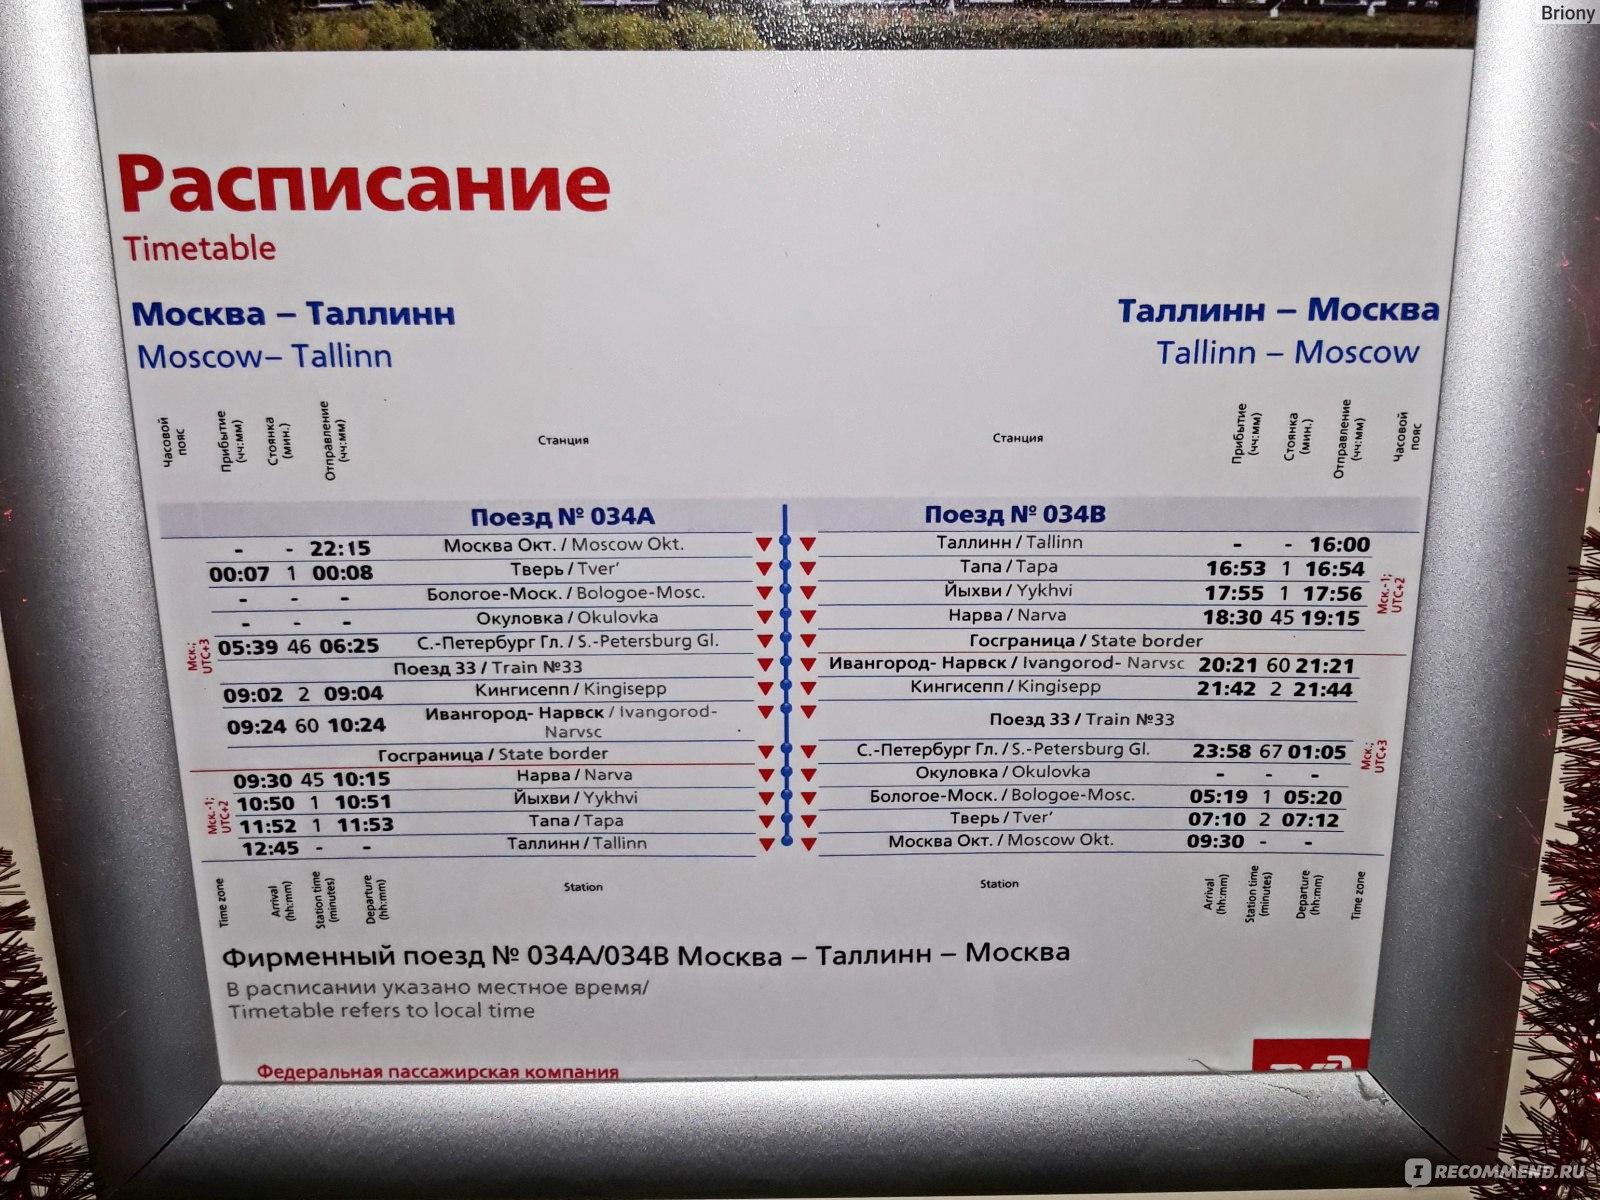 Briony
Расписание
Timetable
Москва – Таллинн
Moscow– Tallinn
Таллинн – Москва
Tallinn – Moscow
Часовой пояс
Прибытие (чч:мм)
Стоянка (мин.)
Отправление (чч:мм)
Станция
Станция
Прибытие (чч:мм)
Стоянка (мин.)
Отправление (чч:мм)
Часовой пояс
Поезд № 034А
- - 22:15 Москва Окт. / Moscow Okt.
00:07 1 00:08 Тверь / Tver’
- - - Бологое-Моск. / Bologoe-Mosc.
- - - Окуловка / Okulovka
Мск.; UTC+3
05:39 46 06:25 С.-Петербург Гл. / S.-Petersburg Gl.
Поезд 33 / Train №33
09:02 2 09:04 Кингисепп / Kingisepp
09:24 60 10:24 Ивангород- Нарвск / Ivangorod-
Narvsc
Госграница / State border
09:30 45 10:15 Нарва / Narva
Мск.-1; UTC+2
10:50 1 10:51 Йыхви / Yykhvi
11:52 1 11:53 Тапа / Tapa
12:45 - - Таллинн / Tallinn
Поезд № 034В
Таллинн / Tallinn - - 16:00
Тапа / Tapa 16:53 1 16:54
Мск.-1; UTC+2
Йыхви / Yykhvi 17:55 1 17:56
Нарва / Narva 18:30 45 19:15
Госграница / State border
Ивангород- Нарвск / Ivangorod- Narvsc 20:21 60 21:21
Кингисепп / Kingisepp 21:42 2 21:44
Поезд 33 / Train №33
С.-Петербург Гл. / S.-Petersburg Gl. 23:58 67 01:05
Мск.; UTC+3
Окуловка / Okulovka - - -
Бологое-Моск. / Bologoe-Mosc. 05:19 1 05:20
Тверь / Tver’ 07:10 2 07:12
Москва Окт. / Moscow Okt. 09:30 - -
Time zone
Arrival (hh:mm)
Station time (minutes)
Departure (hh:mm)
Station
Station
Arrival (hh:mm)
Station time (minutes)
Departure (hh:mm)
Time zone
Фирменный поезд № 034А/034В Москва – Таллинн – Москва
В расписании указано местное время/
Timetable refers to local time
Федеральная пассажирская компания
IRECOMMEND.RU